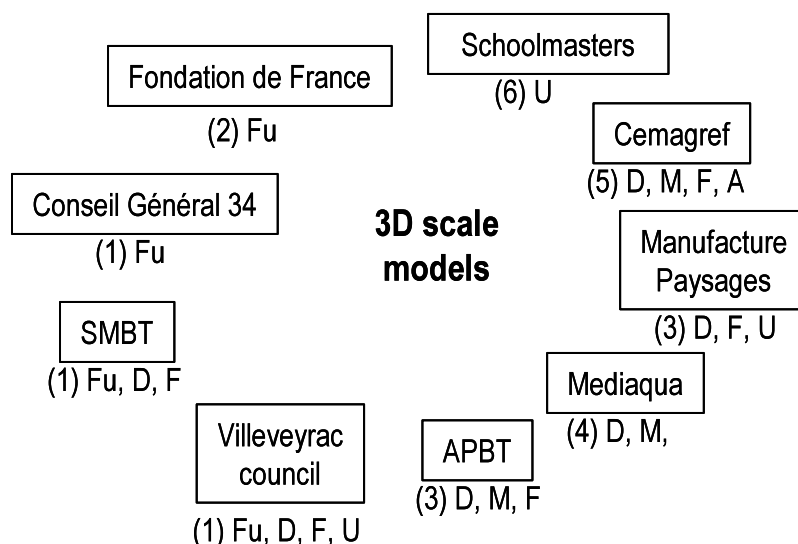 Schoolmasters
(6) U
Fondation de France
(2) Fu
Cemagref
(5) D, M, F, A
Conseil Général 34
(1) Fu
3D scale
models
Manufacture
Paysages
(3) D, F, U
SMBT
(1) Fu, D, F
Mediaqua
(4) D, M,
Villeveyrac
council
(1) Fu, D, F, U
APBT
(3) D, M, F